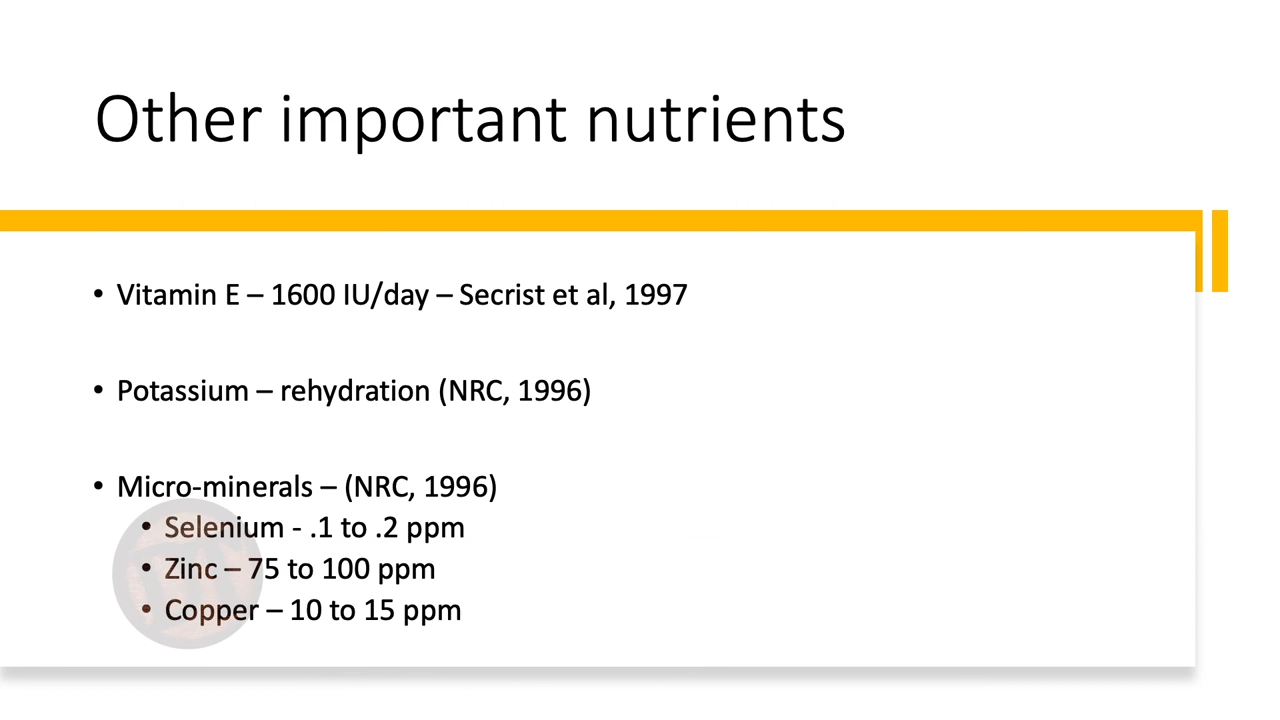 Other important nutrients
• Vitamin E – 1600 IU/day – Secrist et al, 1997
• Potassium – rehydration (NRC, 1996)
• Micro-minerals – (NRC, 1996)
• Selenium - .1 to .2 ppm
• Zinc – 75 to 100 ppm
• Copper – 10 to 15 ppm